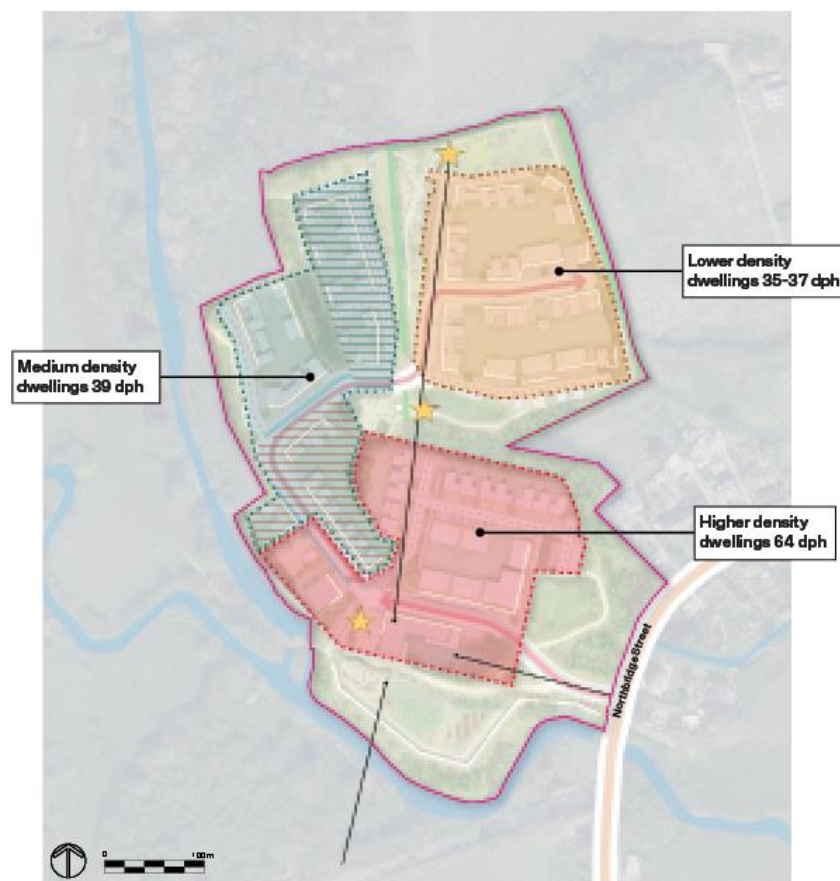 Lower density
dwellings 35-37 dph
Medium density
dwellings 39 dph
Higher density
dwellings 64 dph
Northbridge Street
0 100m